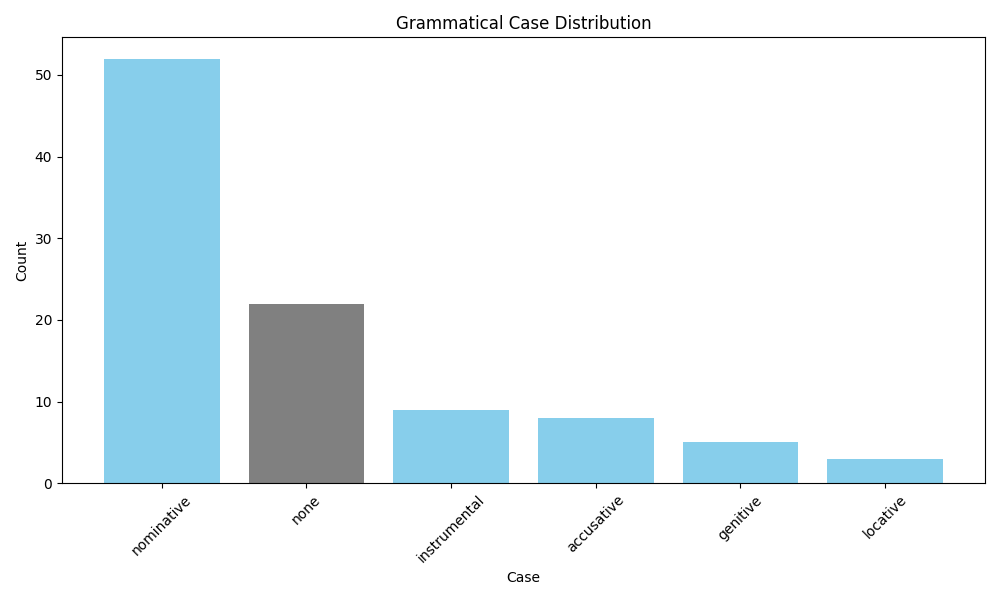 Grammatical Case Distribution
Count
50
40
30
20
10
0
nominative
none
instrumental
accusative
genitive
locative
Case